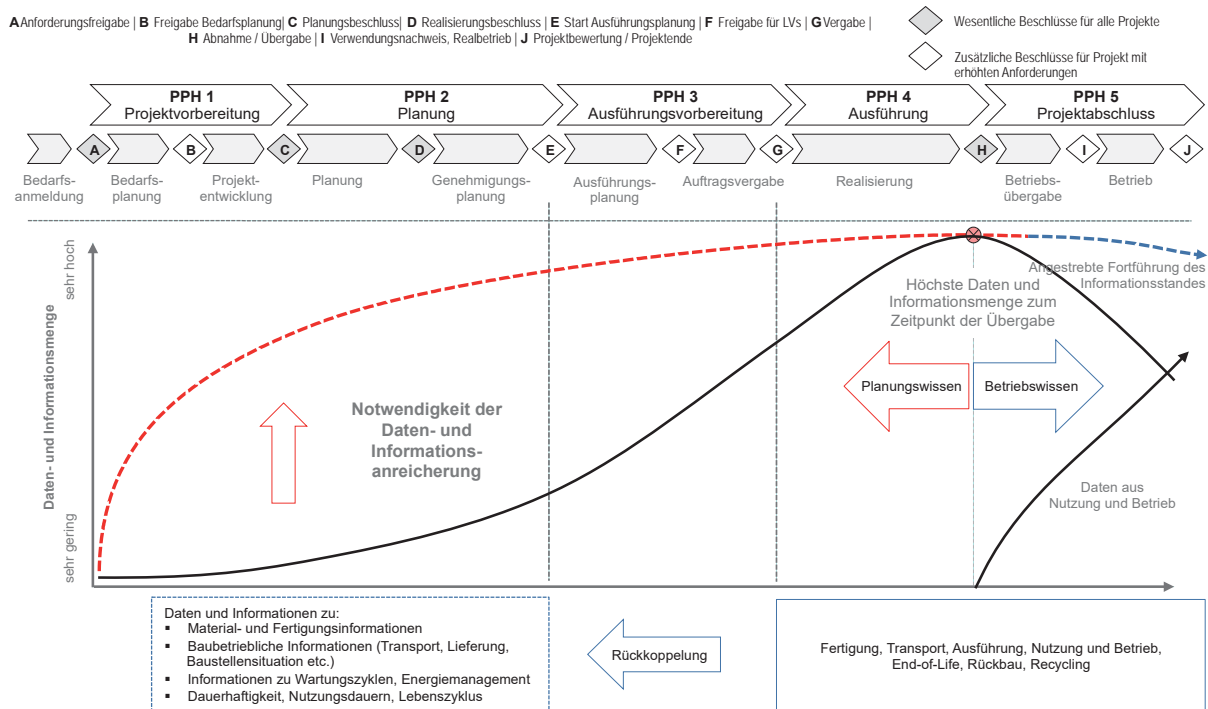 A Anforderungsfreigabe | B Freigabe Bedarfsplanung| C Planungsbeschluss| D Realisierungsbeschluss | E Start Ausführungsplanung | F Freigabe für LVs | G Vergabe |
H Abnahme / Übergabe | I Verwendungsnachweis, Realbetrieb | J Projektbewertung / Projektende
Wesentliche Beschlüsse für alle Projekte
Zusätzliche Beschlüsse für Projekt mit
erhöhten Anforderungen
PPH 1
Projektvorbereitung
PPH 2
Planung
PPH 3
Ausführungsvorbereitung
PPH 4
Ausführung
PPH 5
Projektabschluss
A
B
C
D
E
F
G
H
I
J
Bedarfs-
anmeldung
Bedarfs-
planung
Projekt-
entwicklung
Planung
Genehmigungs-
planung
Ausführungs-
planung
Auftragsvergabe
Realisierung
Betriebs-
übergabe
Betrieb
Daten- und Informationsmenge
sehr hoch
sehr gering
Notwendigkeit der
Daten- und
Informations-
anreicherung
Höchste Daten und
Informationsmenge zum
Zeitpunkt der Übergabe
Angestrebte Fortführung des
Informationsstandes
Planungswissen
Betriebswissen
Daten aus
Nutzung und Betrieb
Daten und Informationen zu:
▪ Material- und Fertigungsinformationen
▪ Baubetriebliche Informationen (Transport, Lieferung,
Baustellensituation etc.)
▪ Informationen zu Wartungszyklen, Energiemanagement
▪ Dauerhaftigkeit, Nutzungsdauern, Lebenszyklus
Rückkoppelung
Fertigung, Transport, Ausführung, Nutzung und Betrieb,
End-of-Life, Rückbau, Recycling